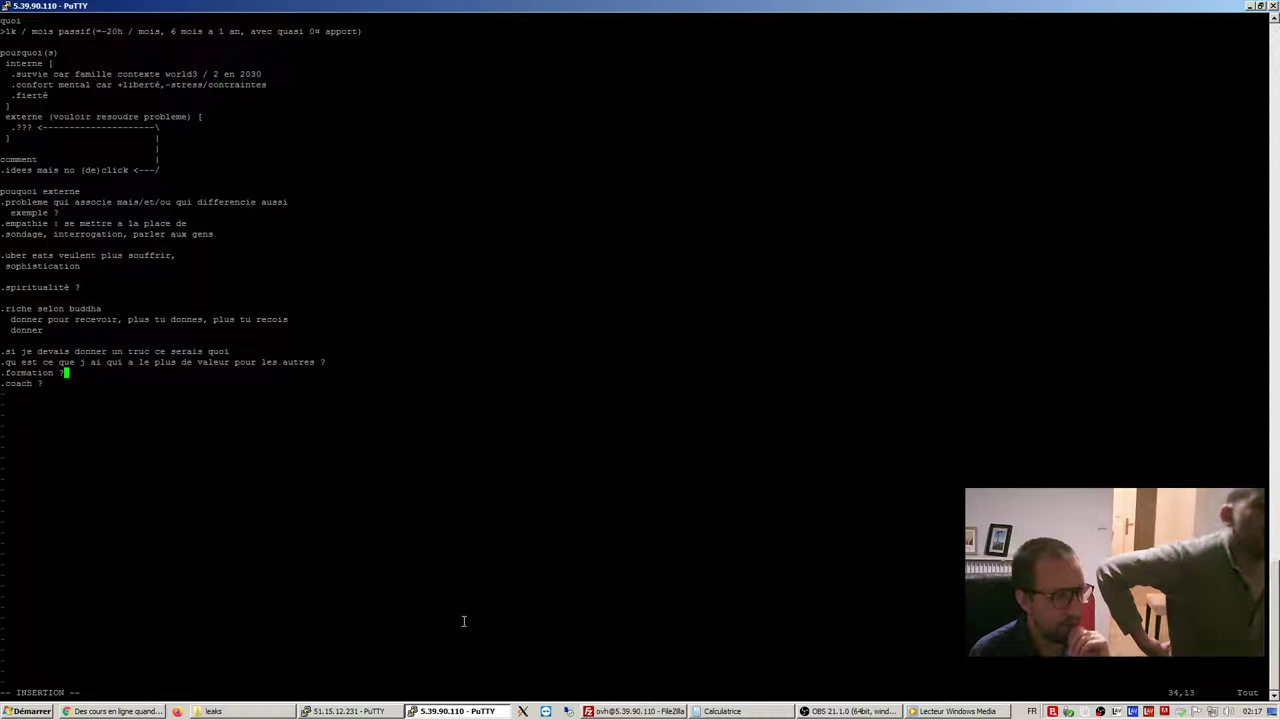 5.39.90.110 - PuTTY
quoi
>1k / mois passif(=~20h / mois, 6 mois a 1 an, avec quasi 0¤ apport)
pourquoi(s)
interne [
.survie car famille contexte world3 / 2 en 2030
.confort mental car +liberté,-stress/contraintes
.fierté
]
externe (vouloir resoudre probleme) [
.??? <---------------------\
]                           |
|
comment                      |
.idees mais no (de)click <---/
pouquoi externe
.probleme qui associe mais/et/ou qui differencie aussi
exemple ?
.empathie : se mettre a la place de
.sondage, interrogation, parler aux gens
.uber eats veulent plus souffrir,
sophistication
.spiritualité ?
.riche selon buddha
donner pour recevoir, plus tu donnes, plus tu recois
donner
.si je devais donner un truc ce serais quoi
.qu est ce que j ai qui a le plus de valeur pour les autres ?
.formation ?
.coach ?
-- INSERTION --
34,13
Tout
Démarrer
Des cours en ligne quand...
leaks
51.15.12.231 - PuTTY
5.39.90.110 - PuTTY
ovh@5.39.90.110 - FileZilla
Calculatrice
OBS 21.1.0 (64bit, wind...
Lecteur Windows Media
FR
02:17